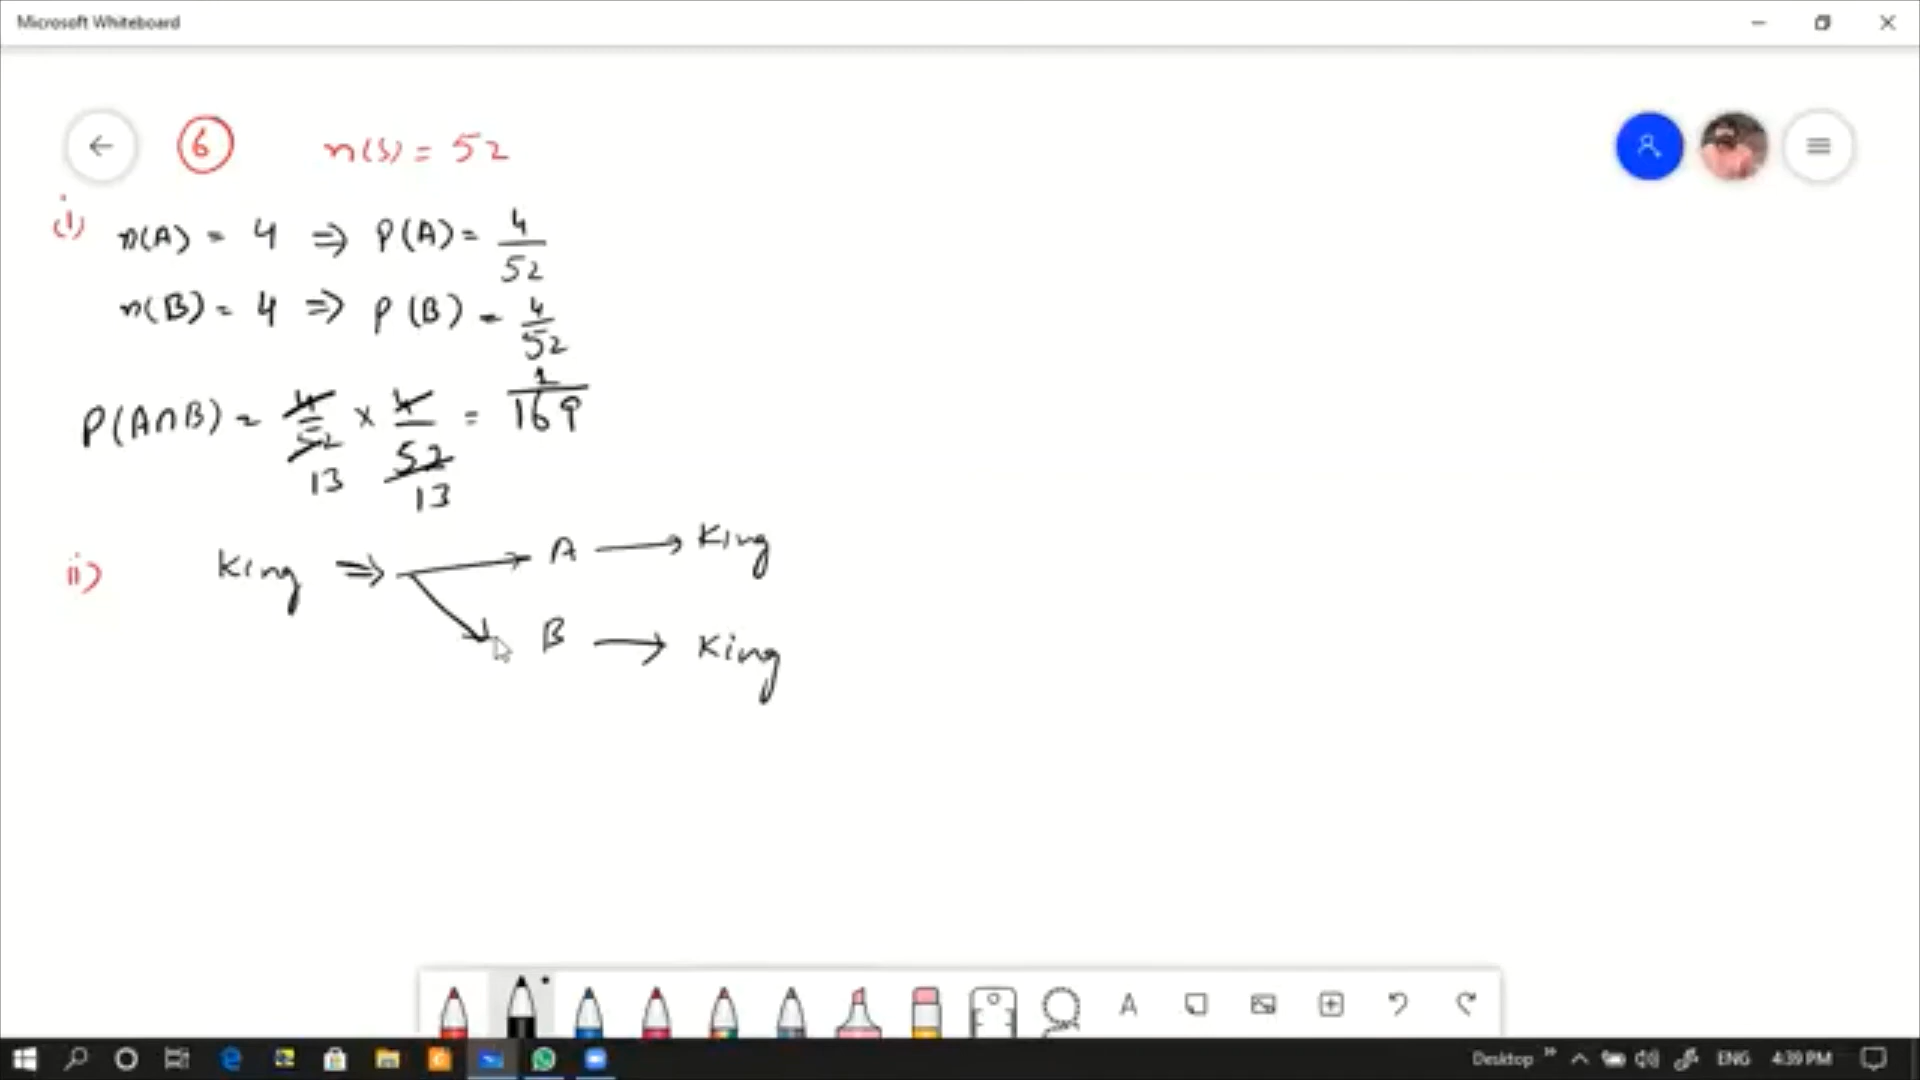 Microsoft Whiteboard
6 n(s) = 52
(i) n(A) = 4 ⇒ P(A) = 4/52
n(B) = 4 ⇒ P(B) = 4/52
P(A∩B) = 4/52 × 4/52 = 1/169
13 13
ii) King ⇒ A → King
B → King
A
Desktop ENG 4:39 PM